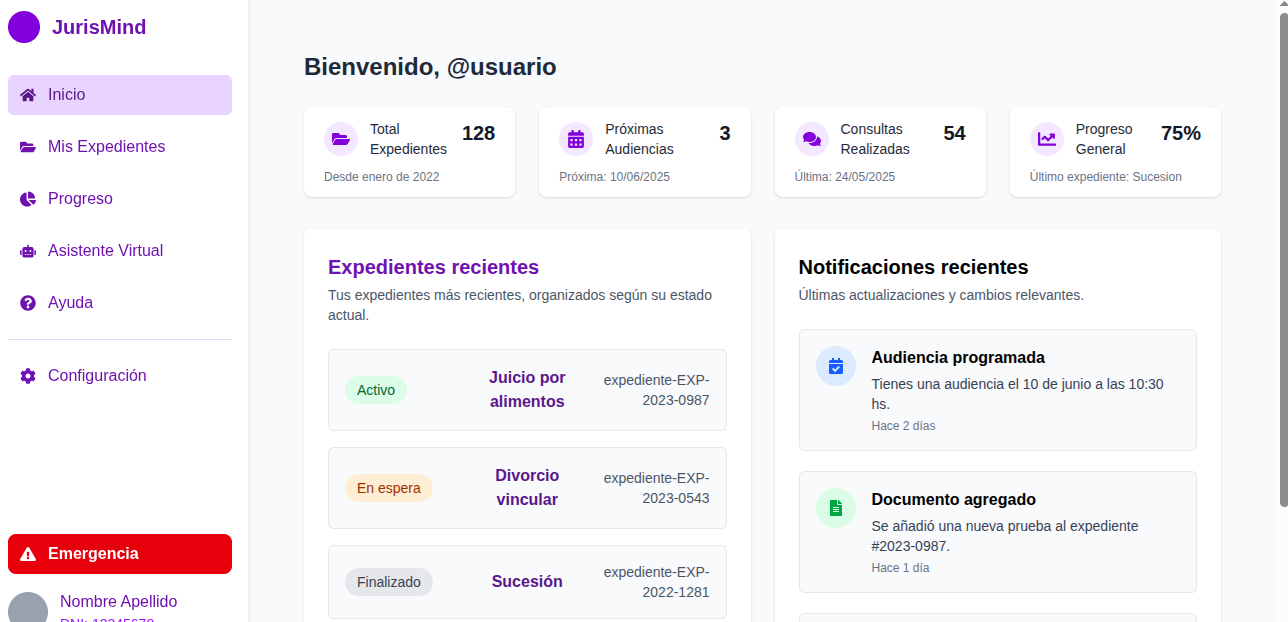 JurisMind
Inicio
Mis Expedientes
Progreso
Asistente Virtual
Ayuda
Configuración
Emergencia
Nombre Apellido
DNI: 12345678
Bienvenido, @usuario
Total
Expedientes
128
Desde enero de 2022
Próximas
Audiencias
3
Próxima: 10/06/2025
Consultas
Realizadas
54
Última: 24/05/2025
Progreso
General
75%
Último expediente: Sucesion
Expedientes recientes
Tus expedientes más recientes, organizados según su estado
actual.
Activo
Juicio por
alimentos
expediente-EXP-
2023-0987
En espera
Divorcio
vincular
expediente-EXP-
2023-0543
Finalizado
Sucesión
expediente-EXP-
2022-1281
Notificaciones recientes
Últimas actualizaciones y cambios relevantes.
Audiencia programada
Tienes una audiencia el 10 de junio a las 10:30
hs.
Hace 2 días
Documento agregado
Se añadió una nueva prueba al expediente
#2023-0987.
Hace 1 día